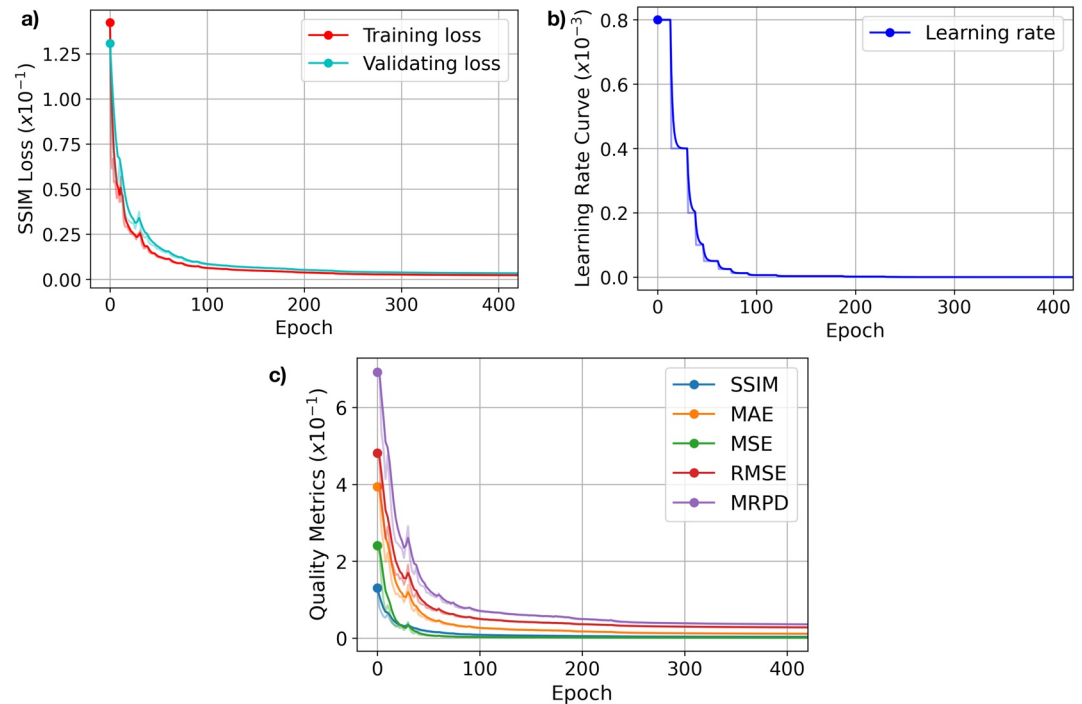 a)
Training loss
Validating loss
SSIM Loss (x10⁻¹)
1.25
1.00
0.75
0.50
0.25
0.00
0 100 200 300 400
Epoch
b)
Learning rate
Learning Rate Curve (x10⁻³)
0.8
0.6
0.4
0.2
0.0
0 100 200 300 400
Epoch
c)
SSIM
MAE
MSE
RMSE
MRPD
Quality Metrics (x10⁻¹)
6
4
2
0
0 100 200 300 400
Epoch